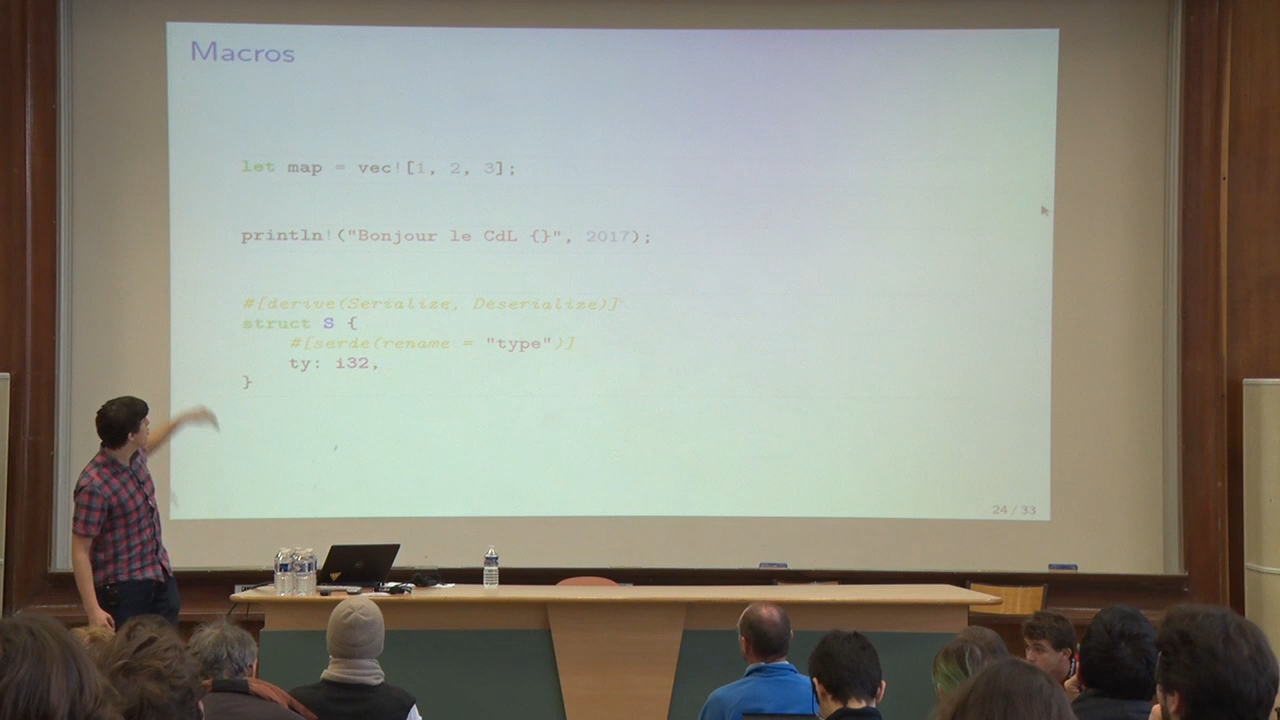 Macros
let map = vec![1, 2, 3];
println!("Bonjour le CdL {}", 2017);
#[derive(Serialize, Deserialize)]
struct S {
    #[serde(rename = "type")]
    ty: i32,
}
24 / 33